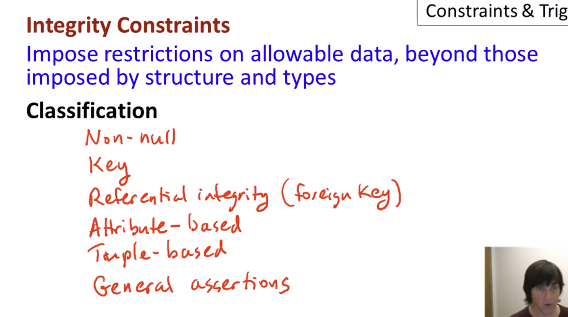 Constraints & Trig
Integrity Constraints
Impose restrictions on allowable data, beyond those
imposed by structure and types
Classification
Non-null
Key
Referential integrity (foreign key)
Attribute-based
Tuple-based
General assertions